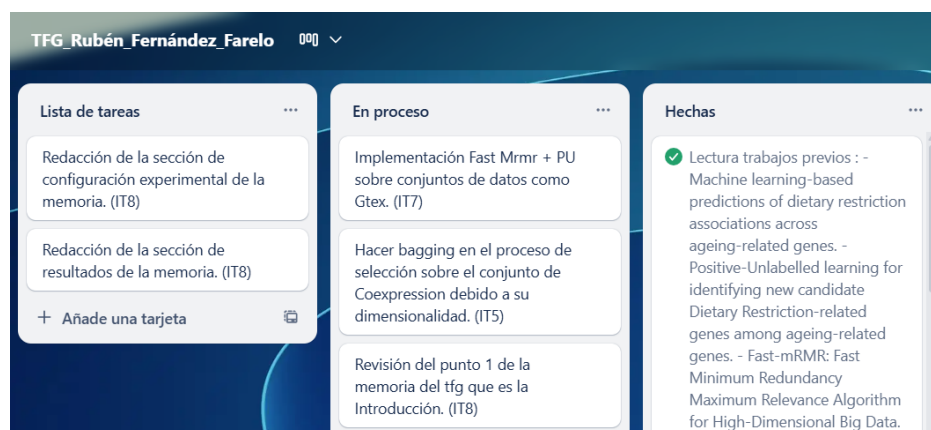 TFG_Rubén_Fernández_Farelo
Lista de tareas
Redacción de la sección de
configuración experimental de la
memoria. (IT8)
Redacción de la sección de
resultados de la memoria. (IT8)
+ Añade una tarjeta
En proceso
Implementación Fast Mrmr + PU
sobre conjuntos de datos como
Gtex. (IT7)
Hacer bagging en el proceso de
selección sobre el conjunto de
Coexpression debido a su
dimensionalidad. (IT5)
Revisión del punto 1 de la
memoria del tfg que es la
Introducción. (IT8)
Hechas
Lectura trabajos previos : -
Machine learning-based
predictions of dietary restriction
associations across
ageing-related genes. -
Positive-Unlabelled learning for
identifying new candidate
Dietary Restriction-related
genes among ageing-related
genes. - Fast-mRMR: Fast
Minimum Redundancy
Maximum Relevance Algorithm
for High-Dimensional Big Data.